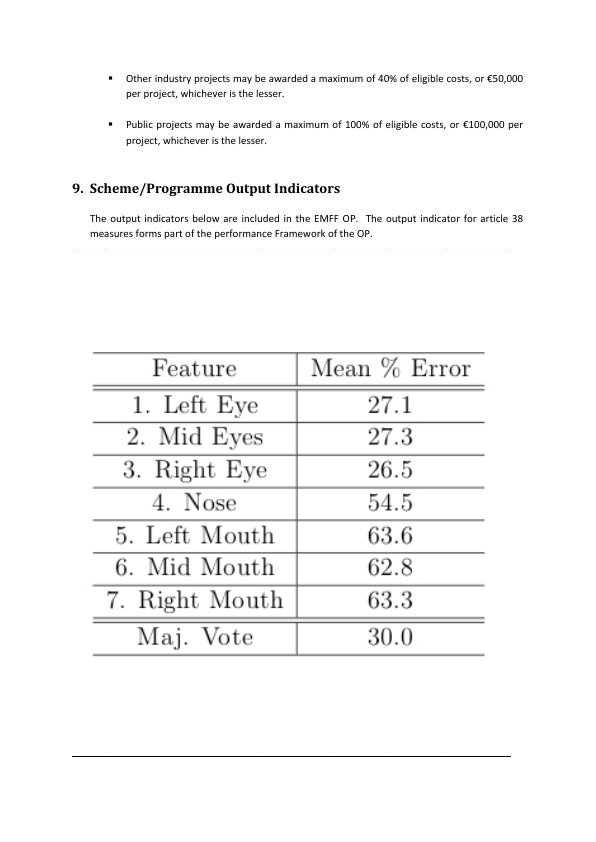 ▪ Other industry projects may be awarded a maximum of 40% of eligible costs, or €50,000
per project, whichever is the lesser.
▪ Public projects may be awarded a maximum of 100% of eligible costs, or €100,000 per
project, whichever is the lesser.
9. Scheme/Programme Output Indicators
The output indicators below are included in the EMFF OP. The output indicator for article 38
measures forms part of the performance Framework of the OP.
Feature Mean % Error
1. Left Eye 27.1
2. Mid Eyes 27.3
3. Right Eye 26.5
4. Nose 54.5
5. Left Mouth 63.6
6. Mid Mouth 62.8
7. Right Mouth 63.3
Maj. Vote 30.0